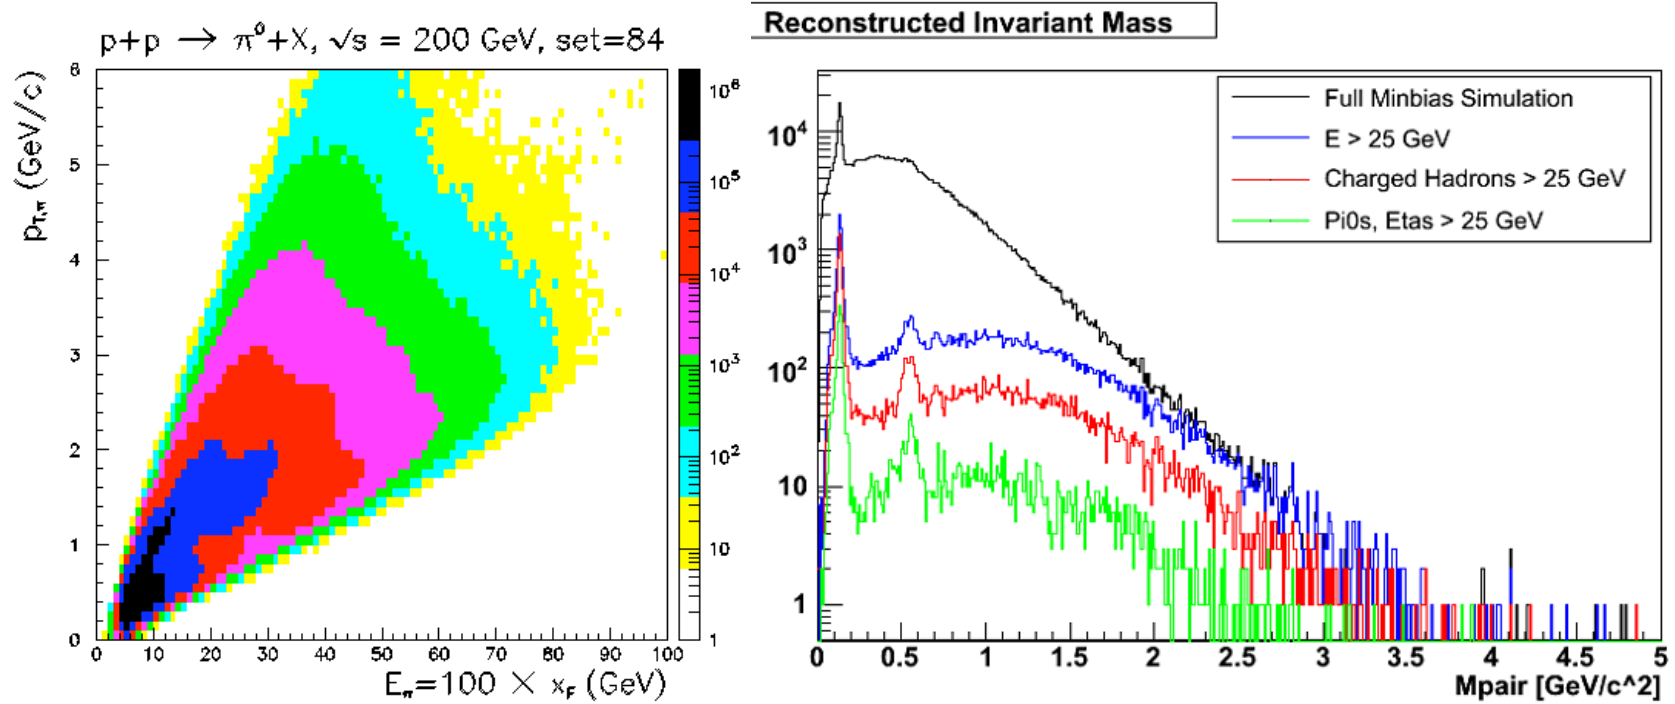 p+p → π⁰+X, √s = 200 GeV, set=84
p_T,π (GeV/c)
6
5
4
3
2
1
0
0 10 20 30 40 50 60 70 80 90 100
E_π=100 × x_F (GeV)
10⁶
10⁵
10⁴
10³
10²
10
1
Reconstructed Invariant Mass
Full Minbias Simulation
E > 25 GeV
Charged Hadrons > 25 GeV
Pi0s, Etas > 25 GeV
10⁴
10³
10²
10
1
0 0.5 1 1.5 2 2.5 3 3.5 4 4.5 5
Mpair [GeV/c^2]